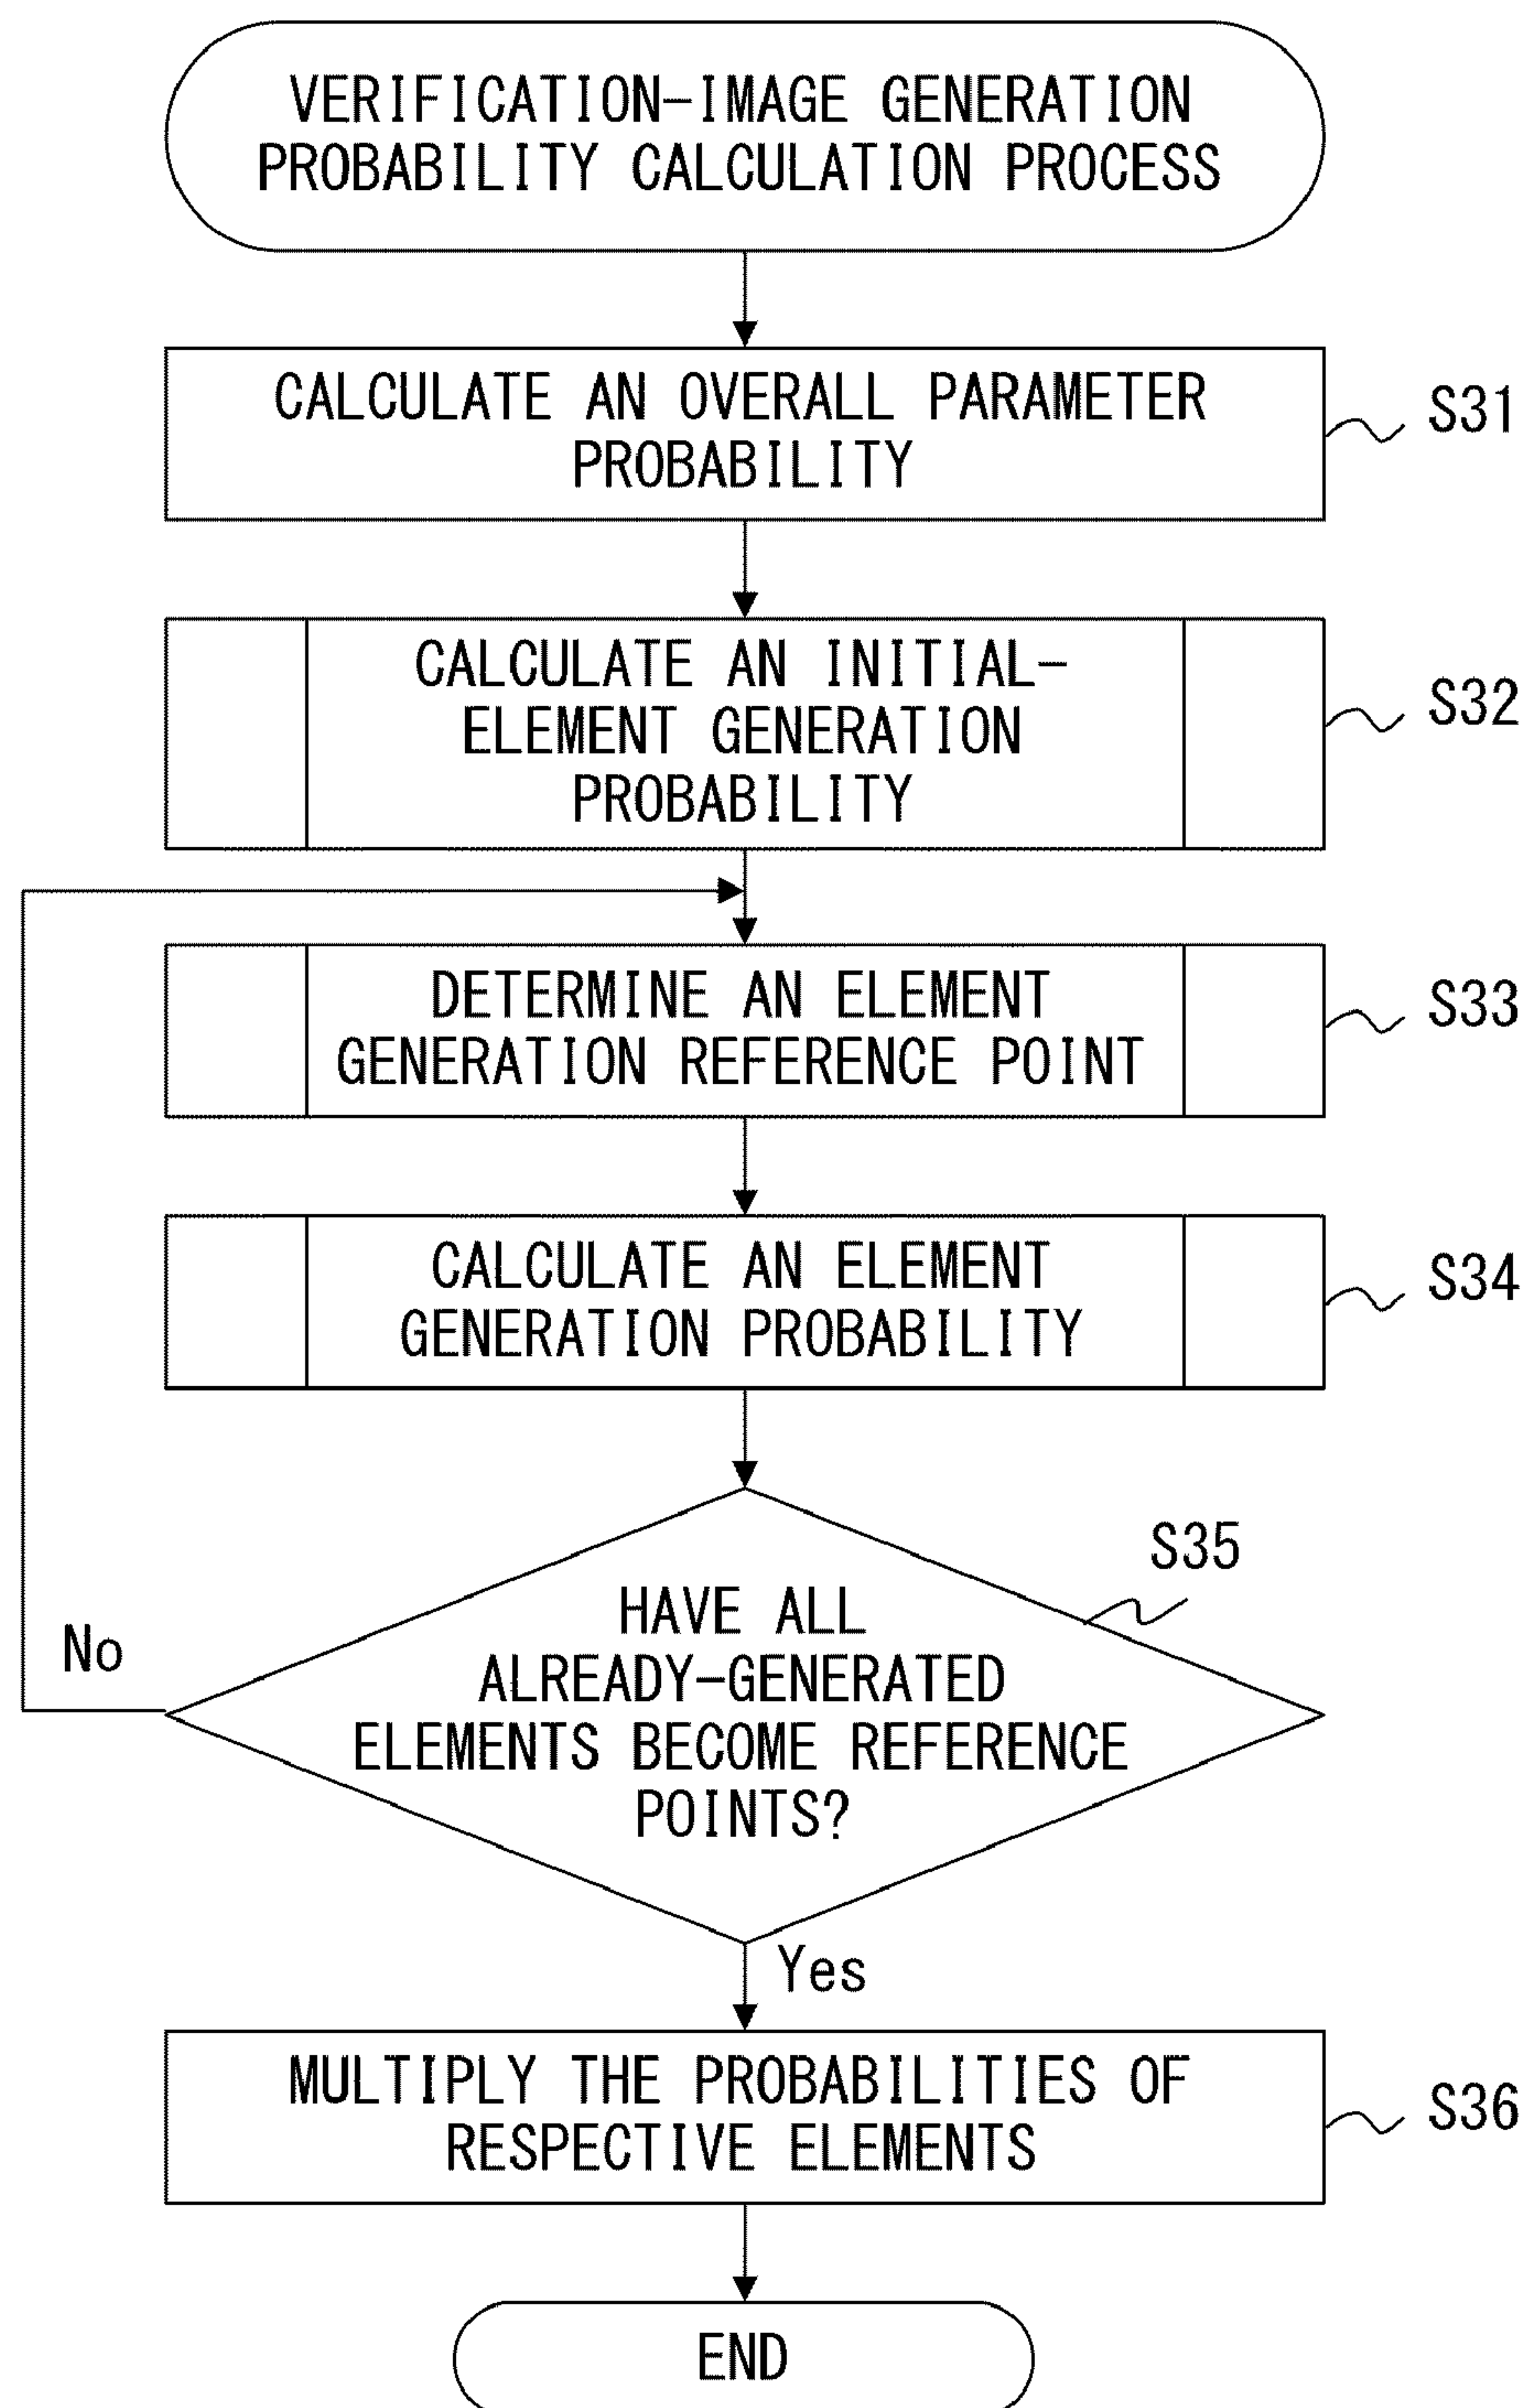 VERIFICATION-IMAGE GENERATION
PROBABILITY CALCULATION PROCESS
CALCULATE AN OVERALL PARAMETER
PROBABILITY
S31
CALCULATE AN INITIAL-
ELEMENT GENERATION
PROBABILITY
S32
DETERMINE AN ELEMENT
GENERATION REFERENCE POINT
S33
CALCULATE AN ELEMENT
GENERATION PROBABILITY
S34
S35
HAVE ALL
ALREADY-GENERATED
ELEMENTS BECOME REFERENCE
POINTS?
No
Yes
MULTIPLY THE PROBABILITIES OF
RESPECTIVE ELEMENTS
S36
END